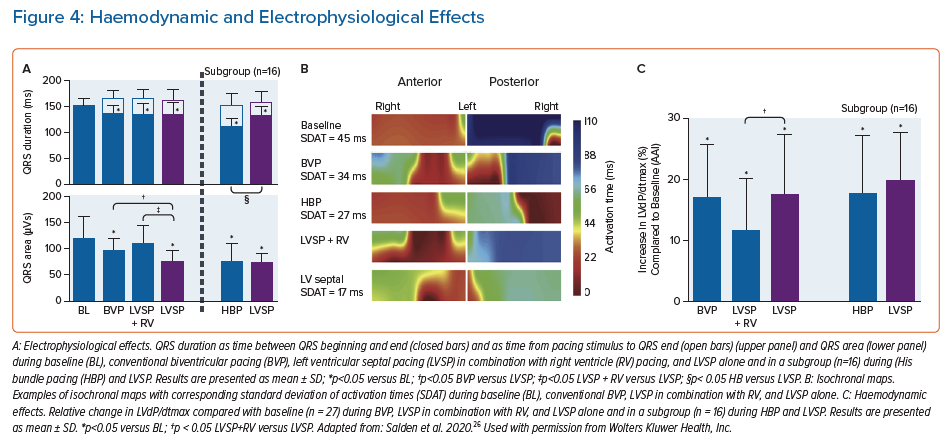 Figure 4: Haemodynamic and Electrophysiological Effects
A
Subgroup (n=16)
QRS duration (ms)
200
150
100
50
0
* * * * *
§
QRS area (μVs)
200
150
100
50
0
† ‡
* * * *
BL BVP LVSP + RV LVSP HBP LVSP
B
Anterior Posterior
Right Left Right
Baseline
SDAT = 45 ms
BVP
SDAT = 34 ms
HBP
SDAT = 27 ms
LVSP + RV
LV septal
SDAT = 17 ms
110
88
66
44
22
0
Activation time (ms)
C
Subgroup (n=16)
Increase in LVdP/dtmax (%)
Complared to Baseline (AAI)
30
20
10
0
†
* * * * *
BVP LVSP + RV LVSP HBP LVSP
A: Electrophysiological effects. QRS duration as time between QRS beginning and end (closed bars) and as time from pacing stimulus to QRS end (open bars) (upper panel) and QRS area (lower panel)
during baseline (BL), conventional biventricular pacing (BVP), left ventricular septal pacing (LVSP) in combination with right ventricle (RV) pacing, and LVSP alone and in a subgroup (n=16) during (His
bundle pacing (HBP) and LVSP. Results are presented as mean ± SD; *p<0.05 versus BL; †p<0.05 BVP versus LVSP; ‡p<0.05 LVSP + RV versus LVSP; §p< 0.05 HB versus LVSP. B: Isochronal maps.
Examples of isochronal maps with corresponding standard deviation of activation times (SDAT) during baseline (BL), conventional BVP, LVSP in combination with RV, and LVSP alone. C: Haemodynamic
effects. Relative change in LVdP/dtmax compared with baseline (n = 27) during BVP, LVSP in combination with RV, and LVSP alone and in a subgroup (n = 16) during HBP and LVSP. Results are presented
as mean ± SD. *p<0.05 versus BL; †p < 0.05 LVSP+RV versus LVSP. Adapted from: Salden et al. 2020.26 Used with permission from Wolters Kluwer Health, Inc.